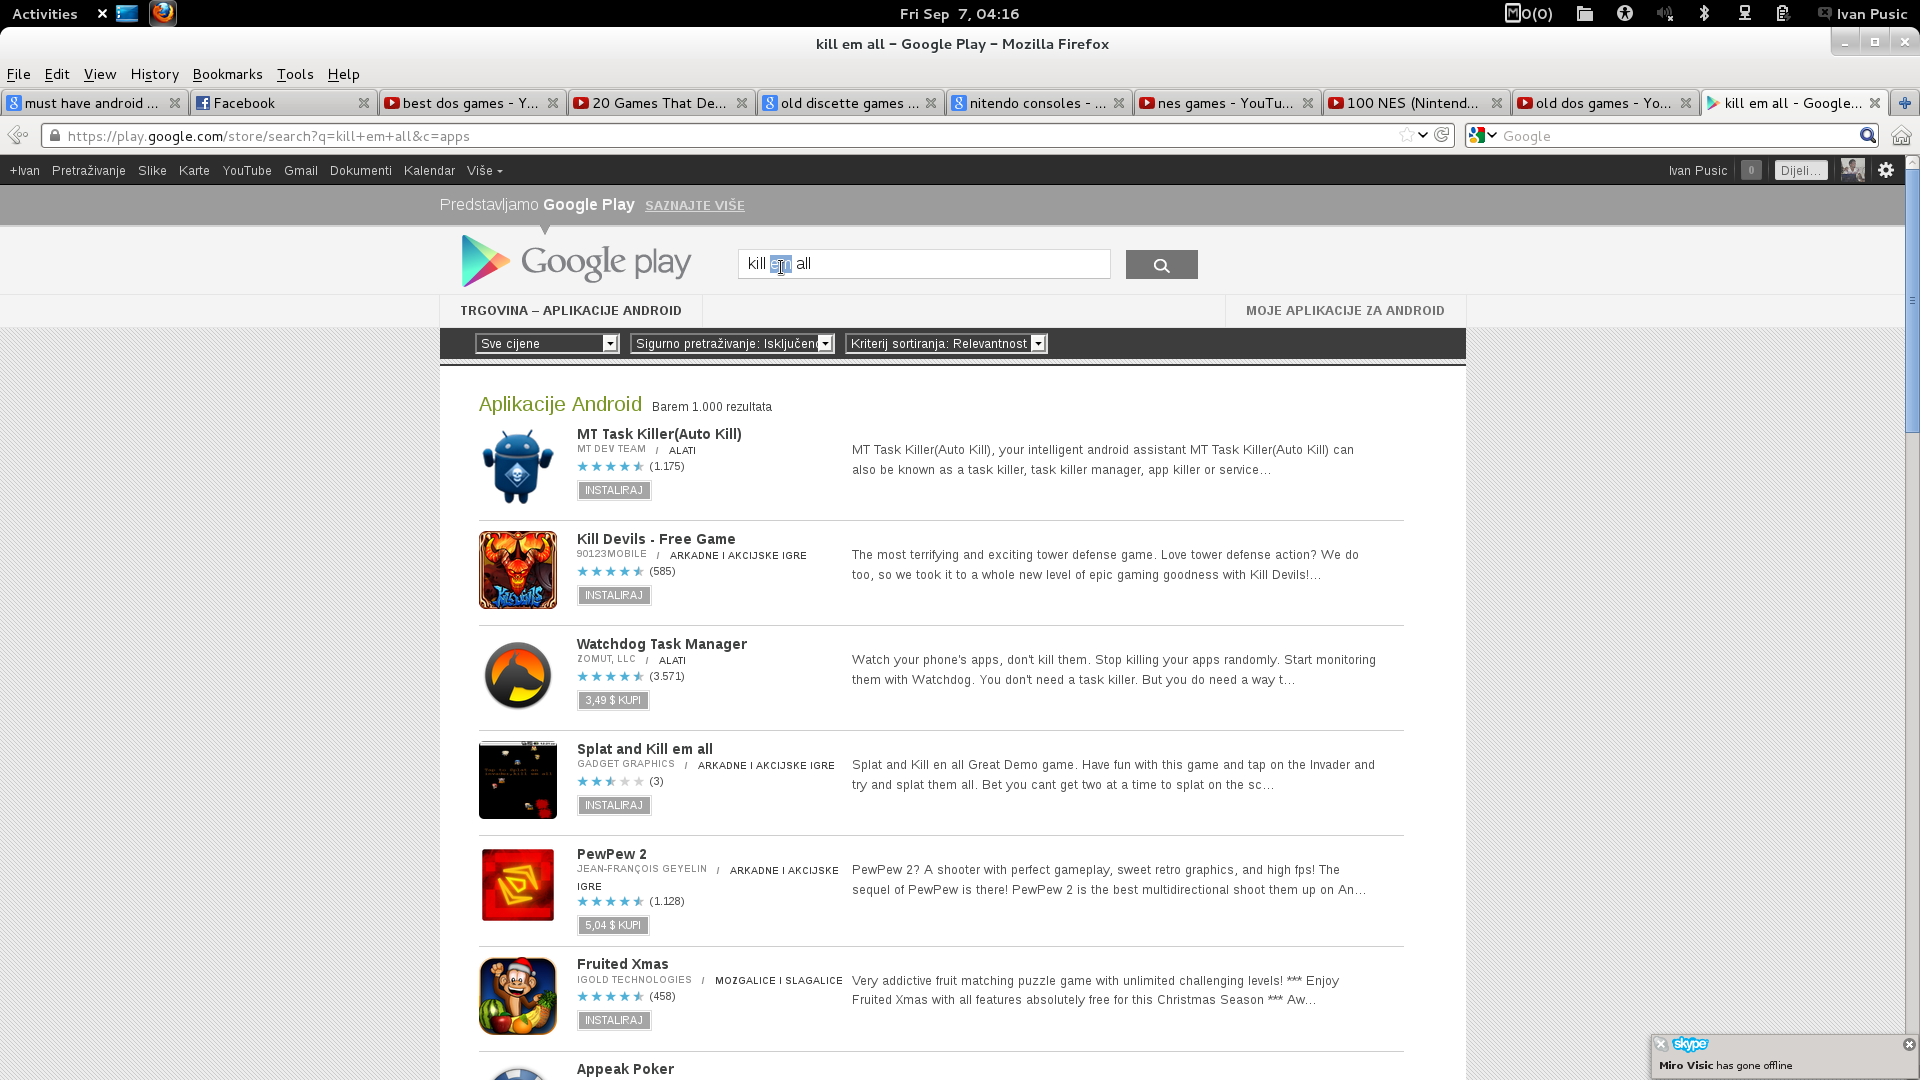 Activities
Fri Sep 7, 04:16
0(0)
Ivan Pusic
kill em all - Google Play - Mozilla Firefox
File Edit View History Bookmarks Tools Help
must have android ...
Facebook
best dos games - Y...
20 Games That De...
old discette games ...
nitendo consoles - ...
nes games - YouTu...
100 NES (Nintend...
old dos games - Yo...
kill em all - Google...
https://play.google.com/store/search?q=kill+em+all&c=apps
Google
+Ivan Pretraživanje Slike Karte YouTube Gmail Dokumenti Kalendar Više
Ivan Pusic 0 Dijeli...
Predstavljamo Google Play SAZNAJTE VIŠE
Google play
kill em all
TRGOVINA – APLIKACIJE ANDROID
MOJE APLIKACIJE ZA ANDROID
Sve cijene
Sigurno pretraživanje: Isključeno
Kriterij sortiranja: Relevantnost
Aplikacije Android Barem 1.000 rezultata
MT Task Killer(Auto Kill)
MT DEV TEAM / ALATI
(1.175)
INSTALIRAJ
MT Task Killer(Auto Kill), your intelligent android assistant MT Task Killer(Auto Kill) can
also be known as a task killer, task killer manager, app killer or service...
Kill Devils - Free Game
90123MOBILE / ARKADNE I AKCIJSKE IGRE
(585)
INSTALIRAJ
The most terrifying and exciting tower defense game. Love tower defense action? We do
too, so we took it to a whole new level of epic gaming goodness with Kill Devils!...
Watchdog Task Manager
ZOMUT, LLC / ALATI
(3.571)
3,49 $ KUPI
Watch your phone's apps, don't kill them. Stop killing your apps randomly. Start monitoring
them with Watchdog. You don't need a task killer. But you do need a way t...
Splat and Kill em all
GADGET GRAPHICS / ARKADNE I AKCIJSKE IGRE
(3)
INSTALIRAJ
Splat and Kill en all Great Demo game. Have fun with this game and tap on the Invader and
try and splat them all. Bet you cant get two at a time to splat on the sc...
PewPew 2
JEAN-FRANÇOIS GEYELIN / ARKADNE I AKCIJSKE
IGRE
(1.128)
5,04 $ KUPI
PewPew 2? A shooter with perfect gameplay, sweet retro graphics, and high fps! The
sequel of PewPew is there! PewPew 2 is the best multidirectional shoot them up on An...
Fruited Xmas
IGOLD TECHNOLOGIES / MOZGALICE I SLAGALICE
(458)
INSTALIRAJ
Very addictive fruit matching puzzle game with unlimited challenging levels! *** Enjoy
Fruited Xmas with all features absolutely free for this Christmas Season *** Aw...
Appeak Poker
skype
Miro Visic has gone offline